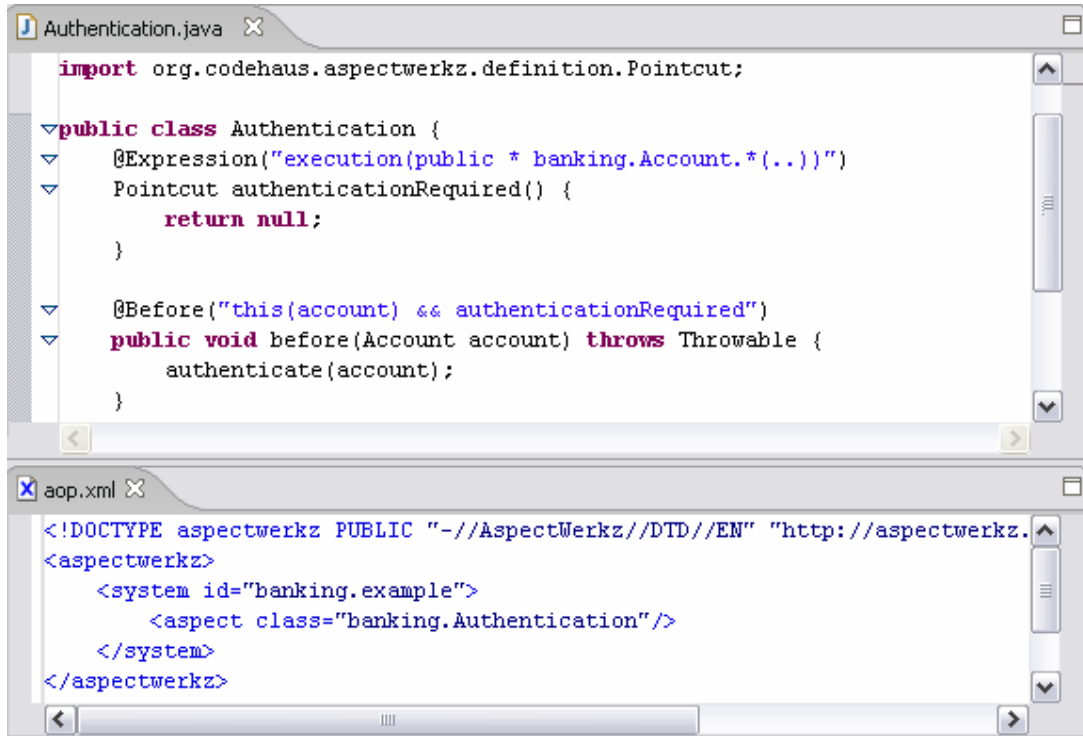 Authentication.java
import org.codehaus.aspectwerkz.definition.Pointcut;
public class Authentication {
@Expression("execution(public * banking.Account.*(..))")
Pointcut authenticationRequired() {
return null;
}
@Before("this(account) && authenticationRequired")
public void before(Account account) throws Throwable {
authenticate(account);
}
aop.xml
<!DOCTYPE aspectwerkz PUBLIC "-//AspectWerkz//DTD//EN" "http://aspectwerkz.
<aspectwerkz>
<system id="banking.example">
<aspect class="banking.Authentication"/>
</system>
</aspectwerkz>